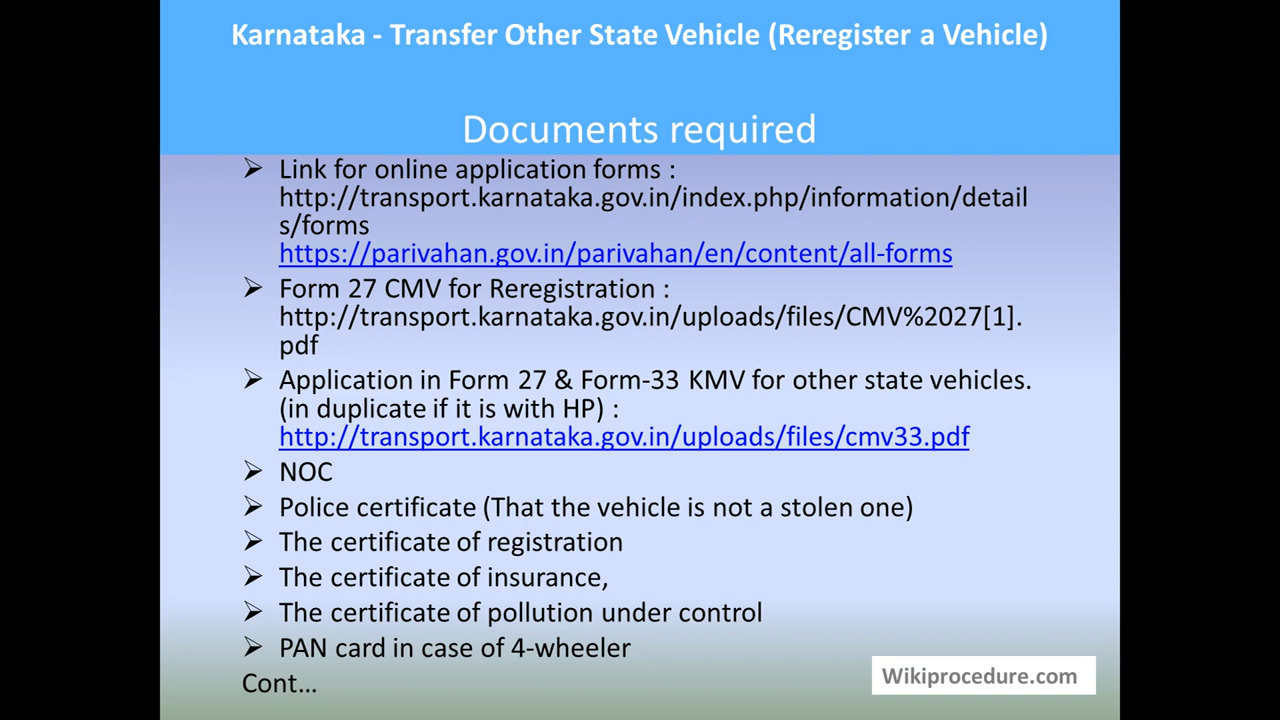 Karnataka - Transfer Other State Vehicle (Reregister a Vehicle)
Documents required
➢ Link for online application forms :
http://transport.karnataka.gov.in/index.php/information/detail
s/forms
https://parivahan.gov.in/parivahan/en/content/all-forms
➢ Form 27 CMV for Reregistration :
http://transport.karnataka.gov.in/uploads/files/CMV%2027[1].
pdf
➢ Application in Form 27 & Form-33 KMV for other state vehicles.
(in duplicate if it is with HP) :
http://transport.karnataka.gov.in/uploads/files/cmv33.pdf
➢ NOC
➢ Police certificate (That the vehicle is not a stolen one)
➢ The certificate of registration
➢ The certificate of insurance,
➢ The certificate of pollution under control
➢ PAN card in case of 4-wheeler
Cont…
Wikiprocedure.com